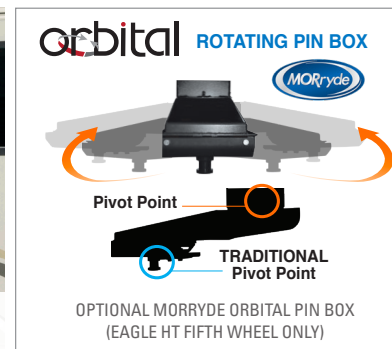 orbital ROTATING PIN BOX
MORryde
Pivot Point
TRADITIONAL
Pivot Point
OPTIONAL MORRYDE ORBITAL PIN BOX
(EAGLE HT FIFTH WHEEL ONLY)